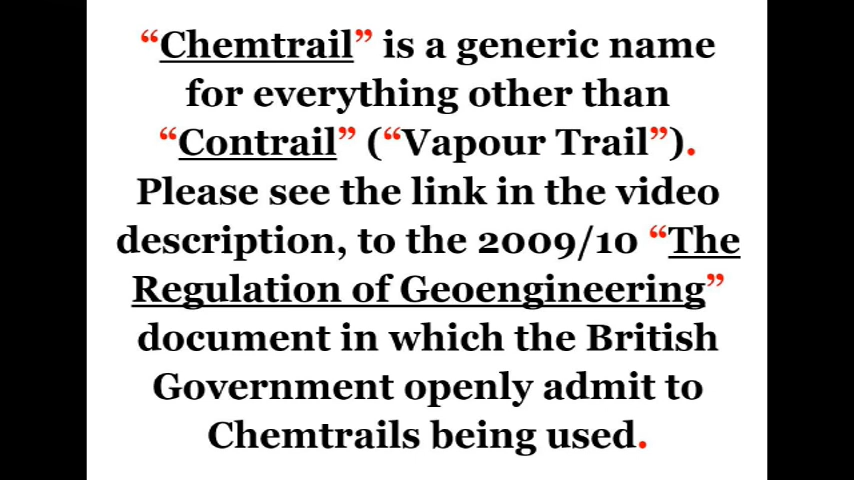 “Chemtrail” is a generic name
for everything other than
“Contrail” (“Vapour Trail”).
Please see the link in the video
description, to the 2009/10 “The
Regulation of Geoengineering”
document in which the British
Government openly admit to
Chemtrails being used.